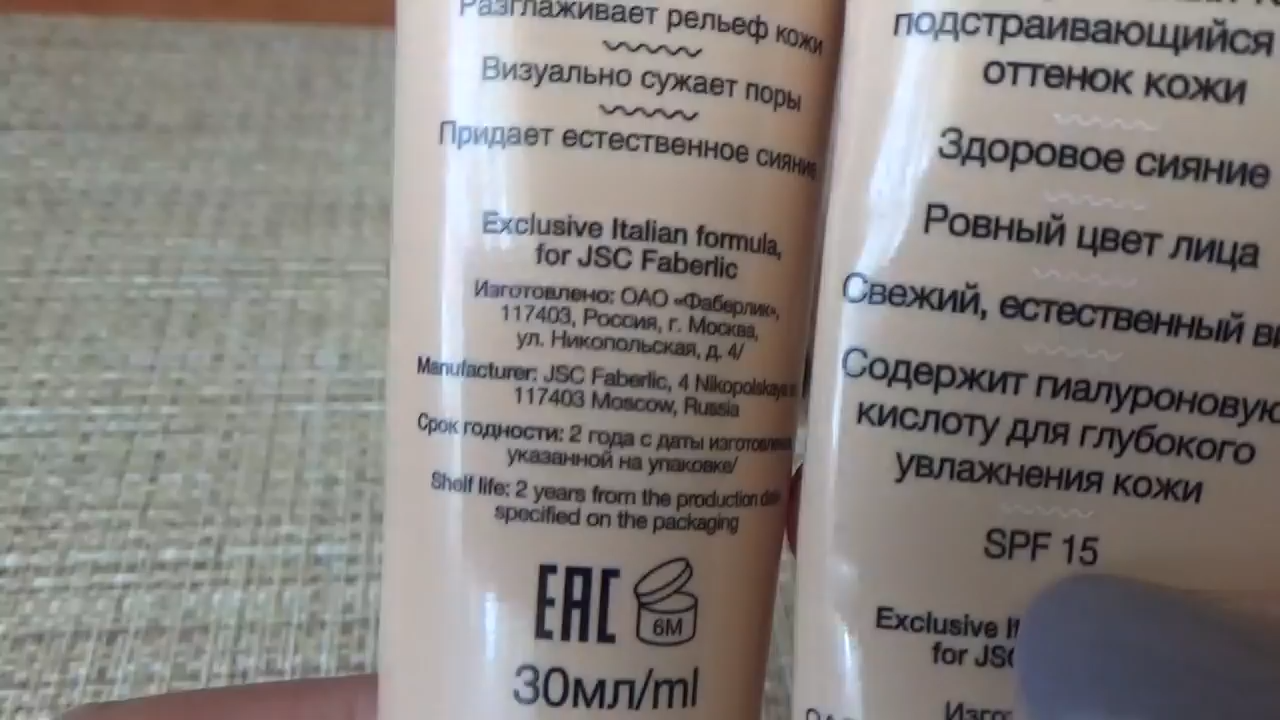 Разглаживает рельеф кожи
Визуально сужает поры
Придает естественное сияние
Exclusive Italian formula,
for JSC Faberlic
Изготовлено: ОАО «Фаберлик»,
117403, Россия, г. Москва,
ул. Никопольская, д. 4/
Manufacturer: JSC Faberlic, 4 Nikopolskaya
117403 Moscow, Russia
Срок годности: 2 года с даты
указанной на упаковке/
Shelf life: 2 years from the production
specified on the packaging
EAC
6M
30мл/ml
подстраивающийся
оттенок кожи
Здоровое сияние
Ровный цвет лица
Свежий, естественный
Содержит гиалуроновую
кислоту для глубокого
увлажнения кожи
SPF 15
Exclusive
for